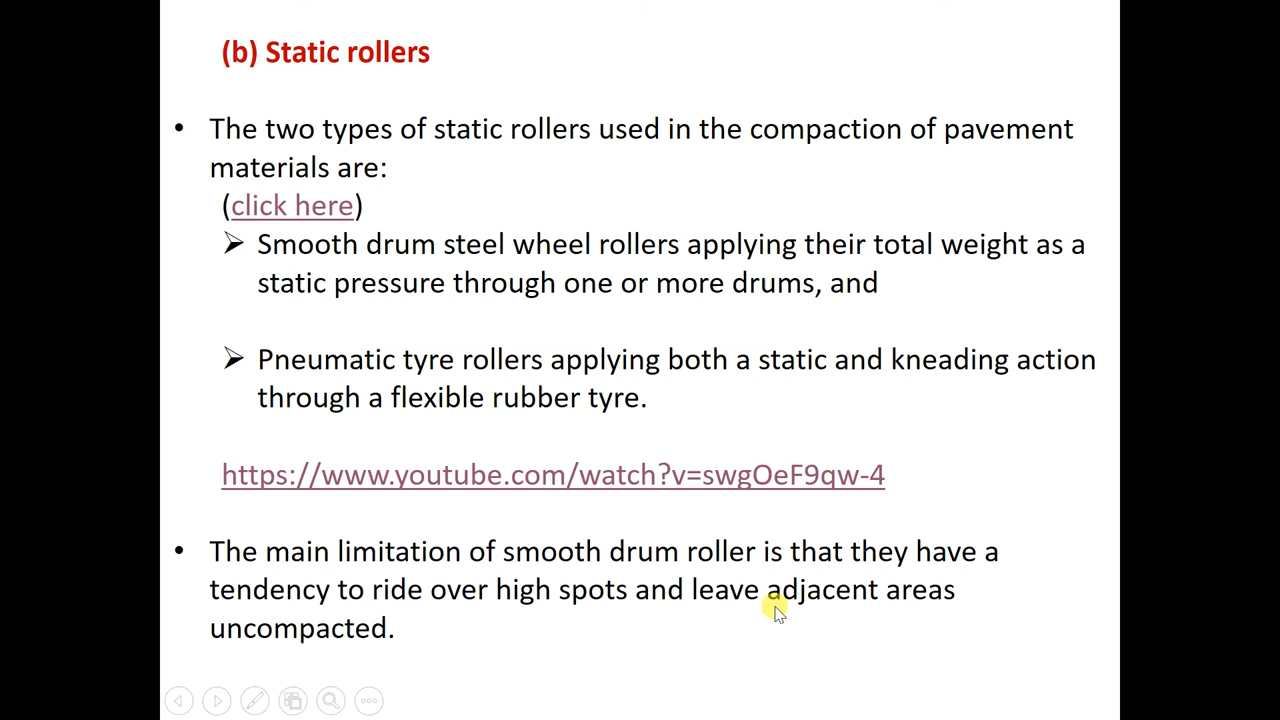 (b) Static rollers
• The two types of static rollers used in the compaction of pavement
materials are:
(click here)
➢ Smooth drum steel wheel rollers applying their total weight as a
static pressure through one or more drums, and
➢ Pneumatic tyre rollers applying both a static and kneading action
through a flexible rubber tyre.
https://www.youtube.com/watch?v=swgOeF9qw-4
• The main limitation of smooth drum roller is that they have a
tendency to ride over high spots and leave adjacent areas
uncompacted.